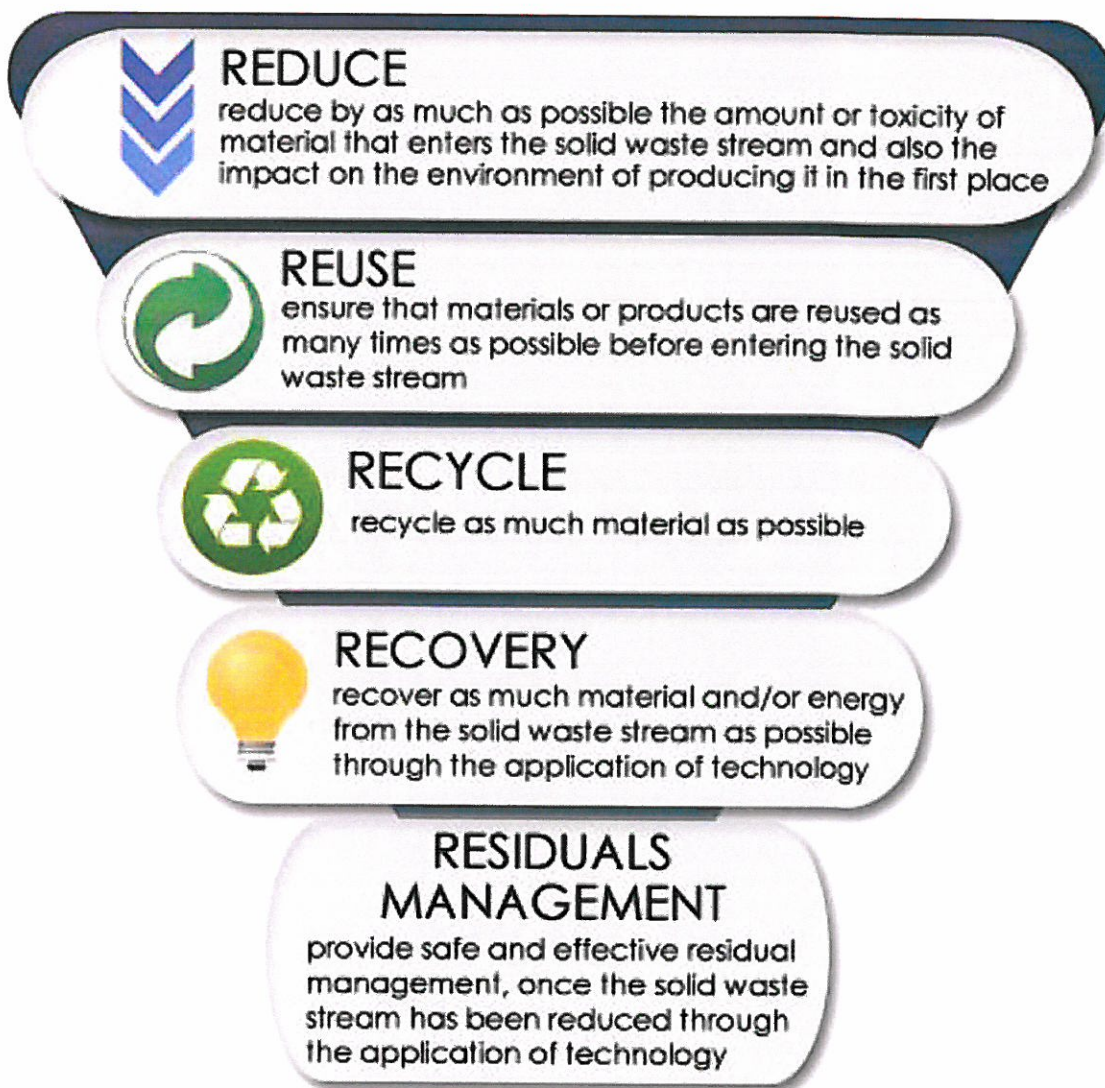 REDUCE
reduce by as much as possible the amount or toxicity of
material that enters the solid waste stream and also the
impact on the environment of producing it in the first place
REUSE
ensure that materials or products are reused as
many times as possible before entering the solid
waste stream
RECYCLE
recycle as much material as possible
RECOVERY
recover as much material and/or energy
from the solid waste stream as possible
through the application of technology
RESIDUALS
MANAGEMENT
provide safe and effective residual
management, once the solid waste
stream has been reduced through
the application of technology